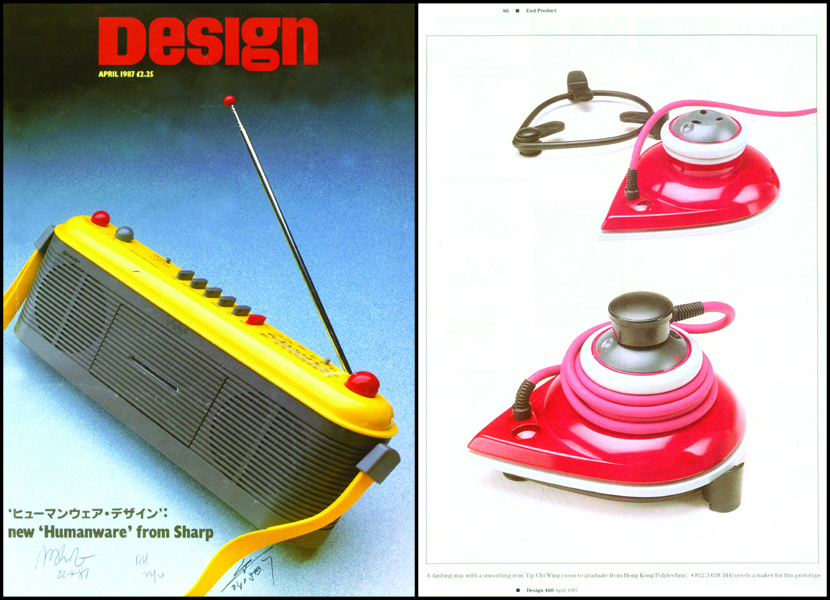 Design
APRIL 1987 £2.25
SHARP
'ヒューマンウェア・デザイン':
new 'Humanware' from Sharp
86 ■ End Product
A dashing way with a smoothing iron: Yip Chi Wing (soon to graduate from Hong Kong Polytechnic; +852 3 638 344) needs a maker for this prototype
■ Design 460 April 1987